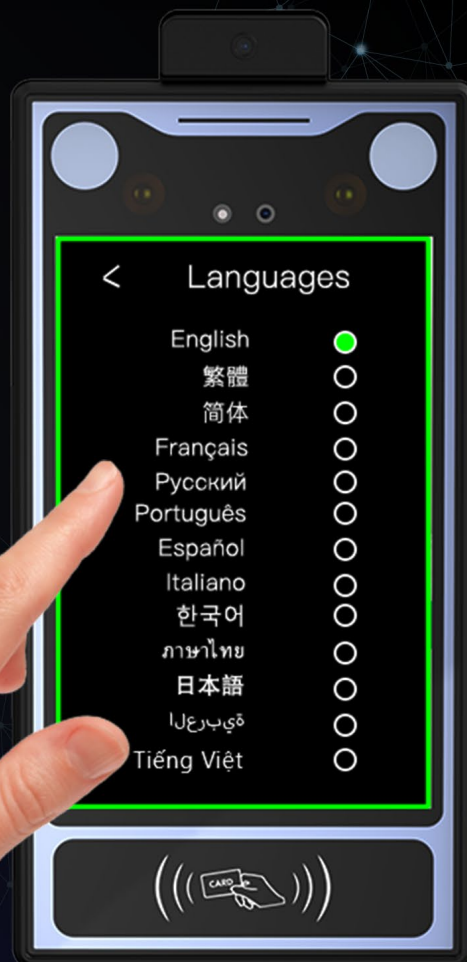 < Languages
English
繁體
简体
Français
Русский
Português
Español
Italiano
한국어
ภาษาไทย
日本語
ةيبرعلا
Tiếng Việt
CARD